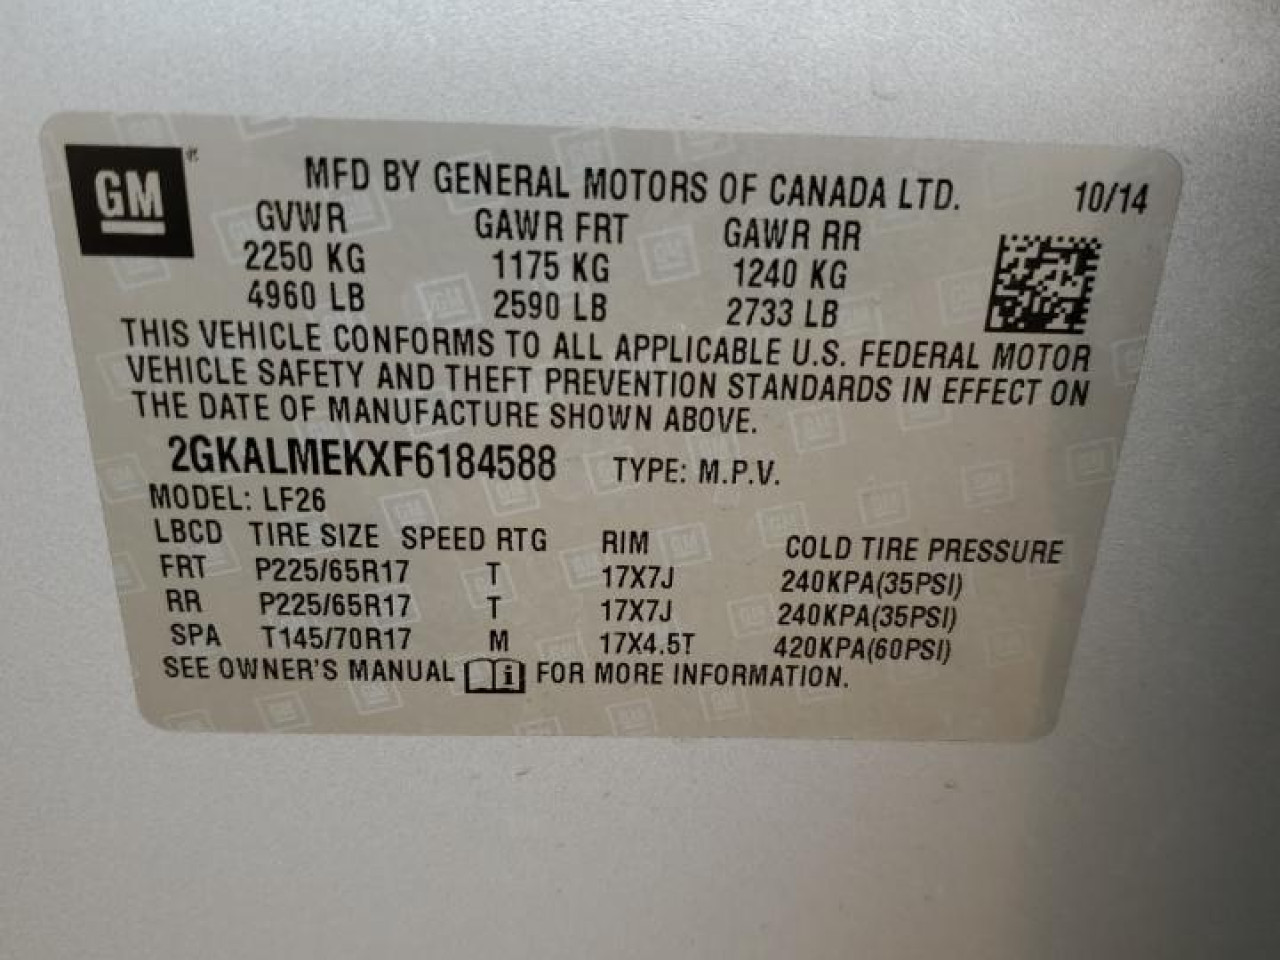 GM
MFD BY GENERAL MOTORS OF CANADA LTD. 10/14
GVWR GAWR FRT GAWR RR
2250 KG 1175 KG 1240 KG
4960 LB 2590 LB 2733 LB
THIS VEHICLE CONFORMS TO ALL APPLICABLE U.S. FEDERAL MOTOR
VEHICLE SAFETY AND THEFT PREVENTION STANDARDS IN EFFECT ON
THE DATE OF MANUFACTURE SHOWN ABOVE.
2GKALMEKXF6184588 TYPE: M.P.V.
MODEL: LF26
LBCD TIRE SIZE SPEED RTG RIM COLD TIRE PRESSURE
FRT P225/65R17 T 17X7J 240KPA(35PSI)
RR P225/65R17 T 17X7J 240KPA(35PSI)
SPA T145/70R17 M 17X4.5T 420KPA(60PSI)
SEE OWNER'S MANUAL i FOR MORE INFORMATION.